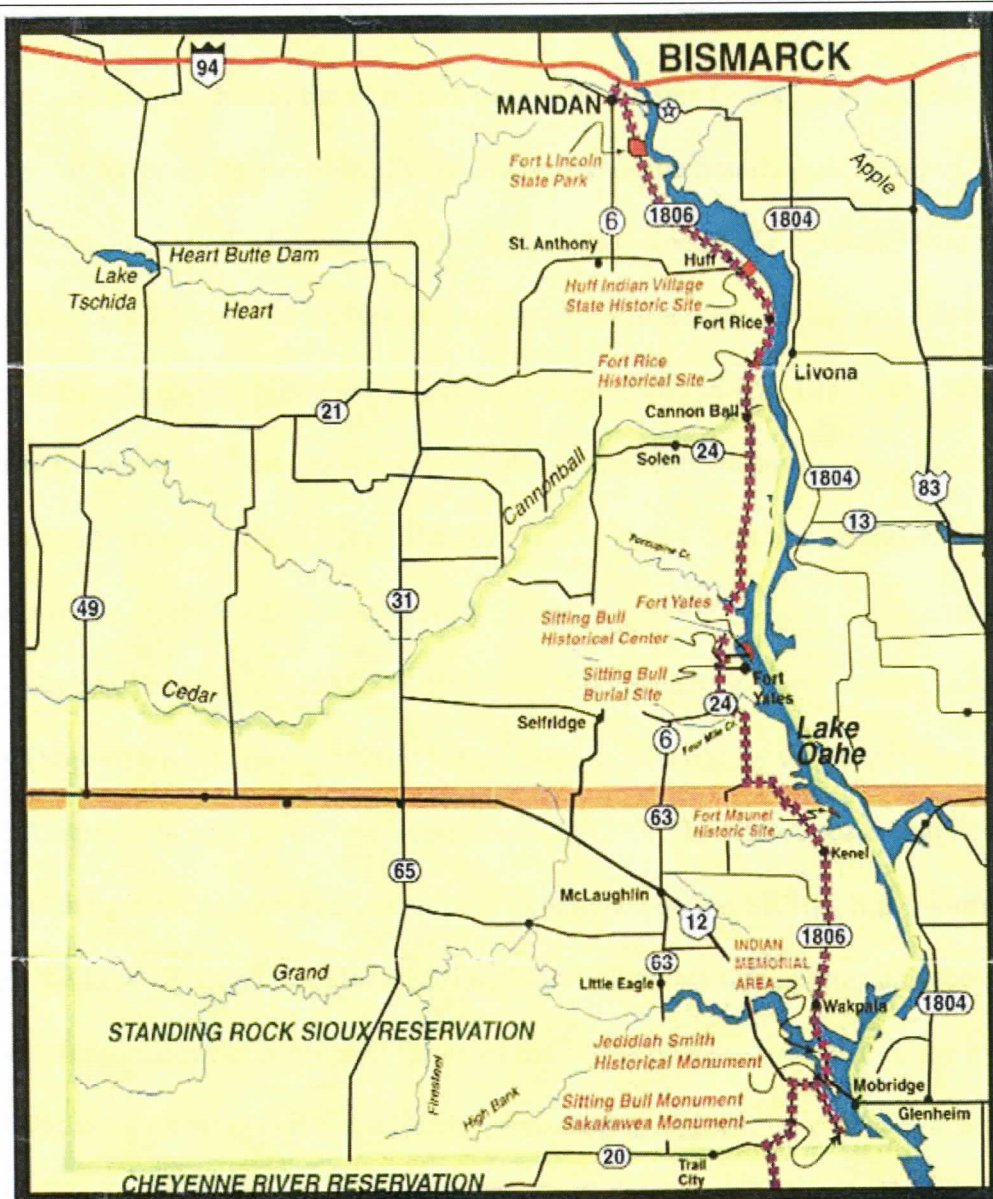 94
BISMARCK
MANDAN
Fort Lincoln
State Park
Apple
6
1806
1804
St. Anthony
Heart Butte Dam
Huff
Lake
Tschida
Heart
Huff Indian Village
State Historic Site
Fort Rice
Fort Rice
Historical Site
Livona
21
Cannon Ball
Solen
24
Cannonball
1804
83
13
Porcupine Cr.
49
31
Fort Yates
Sitting Bull
Historical Center
Sitting Bull
Burial Site
Fort
Yates
Cedar
24
Selfridge
6
Four Mile Cr.
Lake
Oahe
63
Fort Maunel
Historic Site
Kenel
65
McLaughlin
12
1806
INDIAN
MEMORIAL
AREA
63
Grand
Little Eagle
Wakpala
1804
STANDING ROCK SIOUX RESERVATION
Jedidiah Smith
Historical Monument
Firesteel
High Bank
Mobridge
Glenheim
Sitting Bull Monument
Sakakawea Monument
20
Trail
City
CHEYENNE RIVER RESERVATION